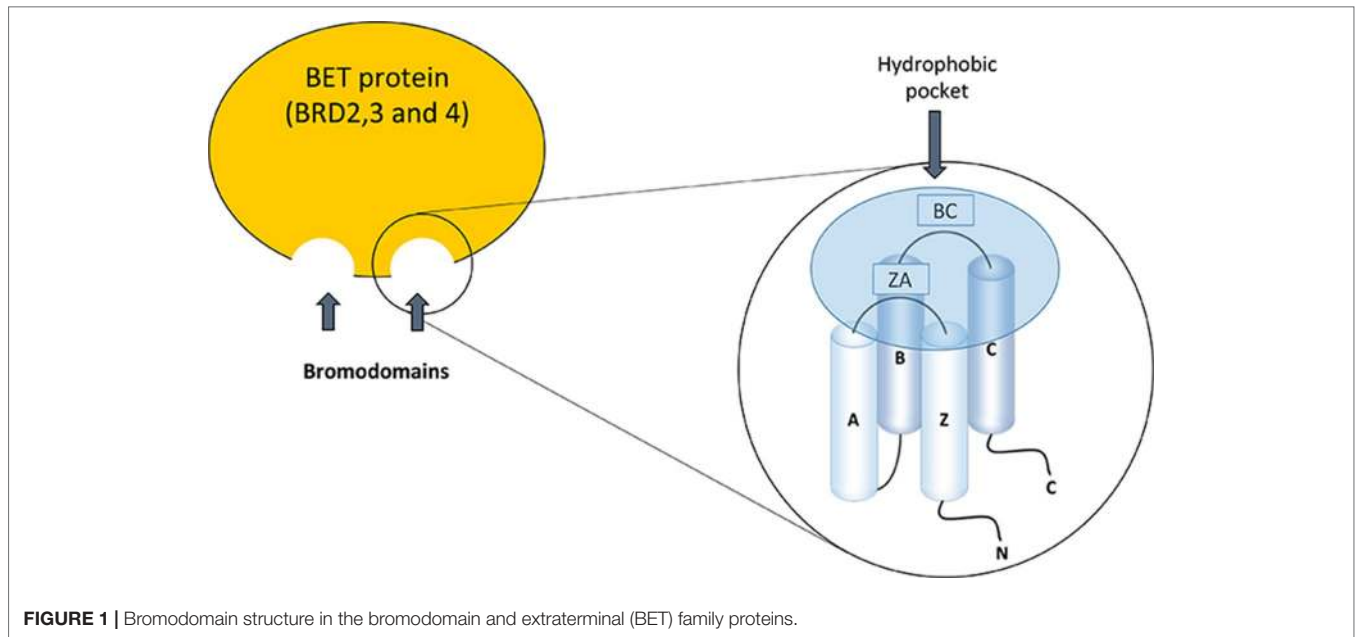 BET protein
(BRD2,3 and 4)
Bromodomains
Hydrophobic
pocket
BC
ZA
B
C
A
Z
C
N
FIGURE 1 | Bromodomain structure in the bromodomain and extraterminal (BET) family proteins.